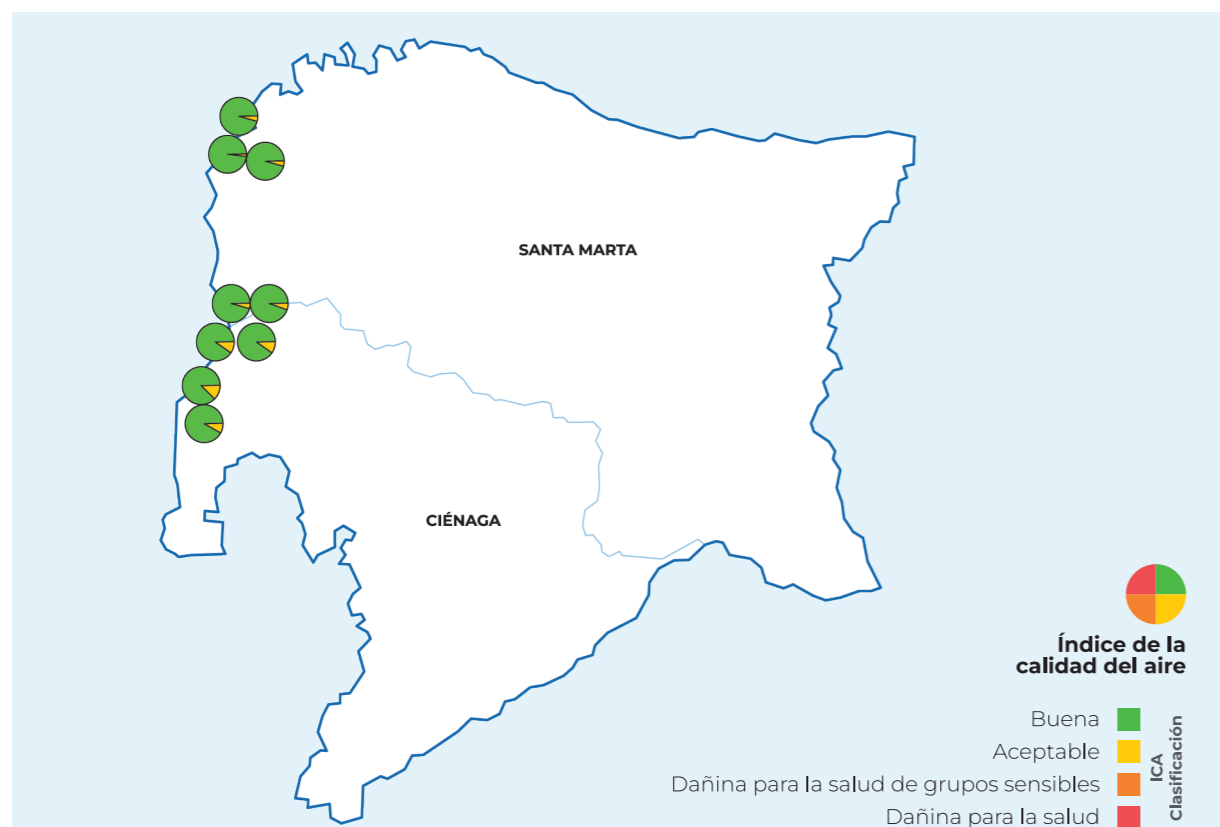 SANTA MARTA
CIÉNAGA
Índice de la
calidad del aire
Buena
Aceptable
Dañina para la salud de grupos sensibles
Dañina para la salud
ICA
Clasificación